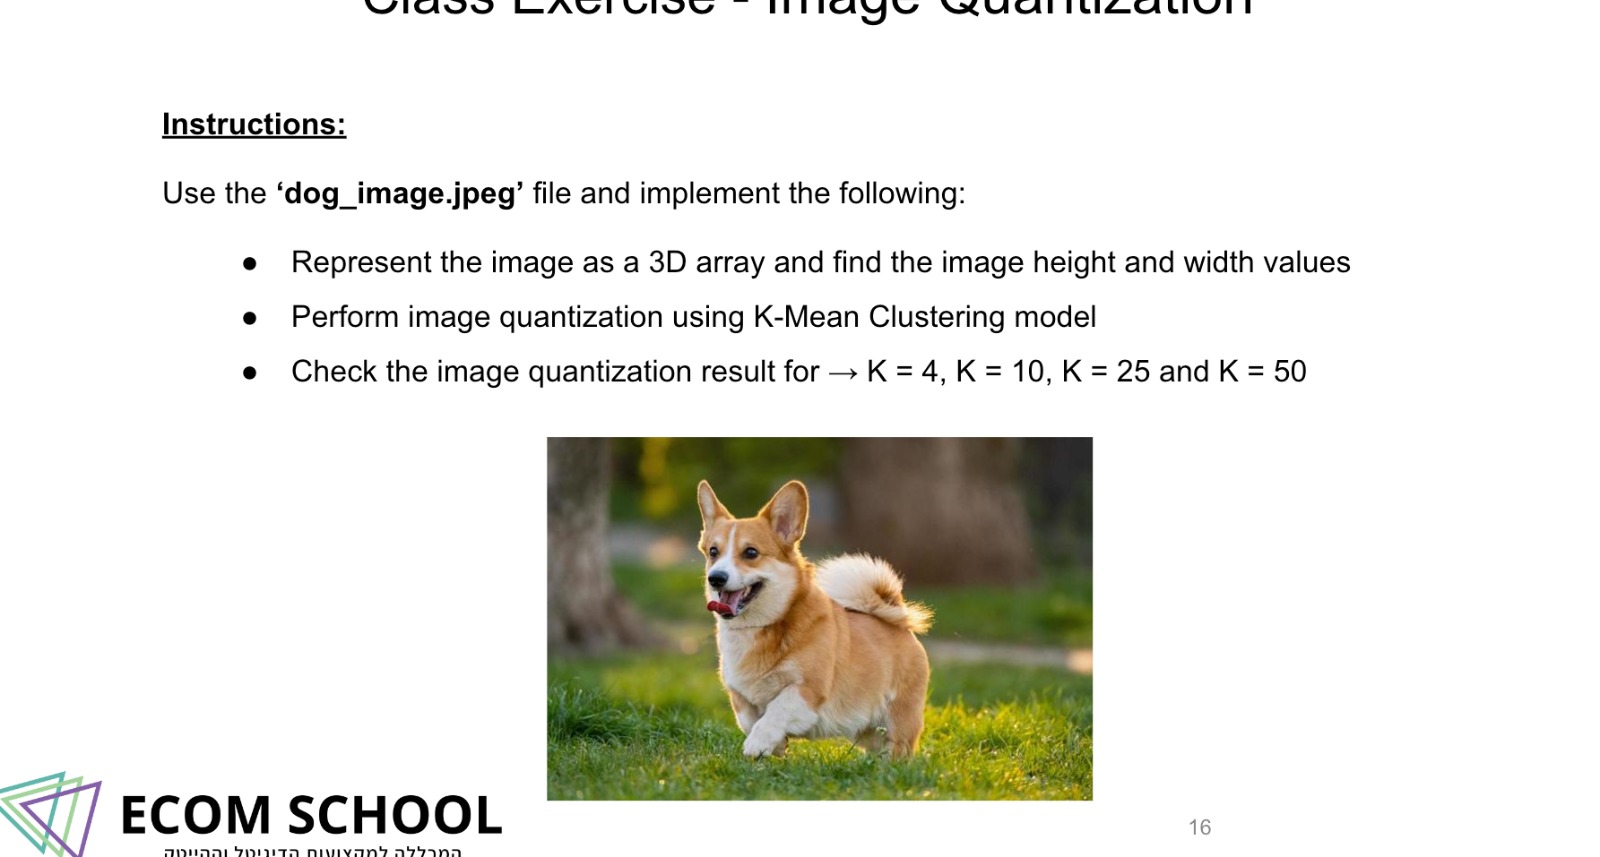 Class Exercise - Image Quantization
Instructions:
Use the ‘dog_image.jpeg’ file and implement the following:
● Represent the image as a 3D array and find the image height and width values
● Perform image quantization using K-Mean Clustering model
● Check the image quantization result for → K = 4, K = 10, K = 25 and K = 50
ECOM SCHOOL
המכללה למקצועות הדיגיטל וההייטק
16